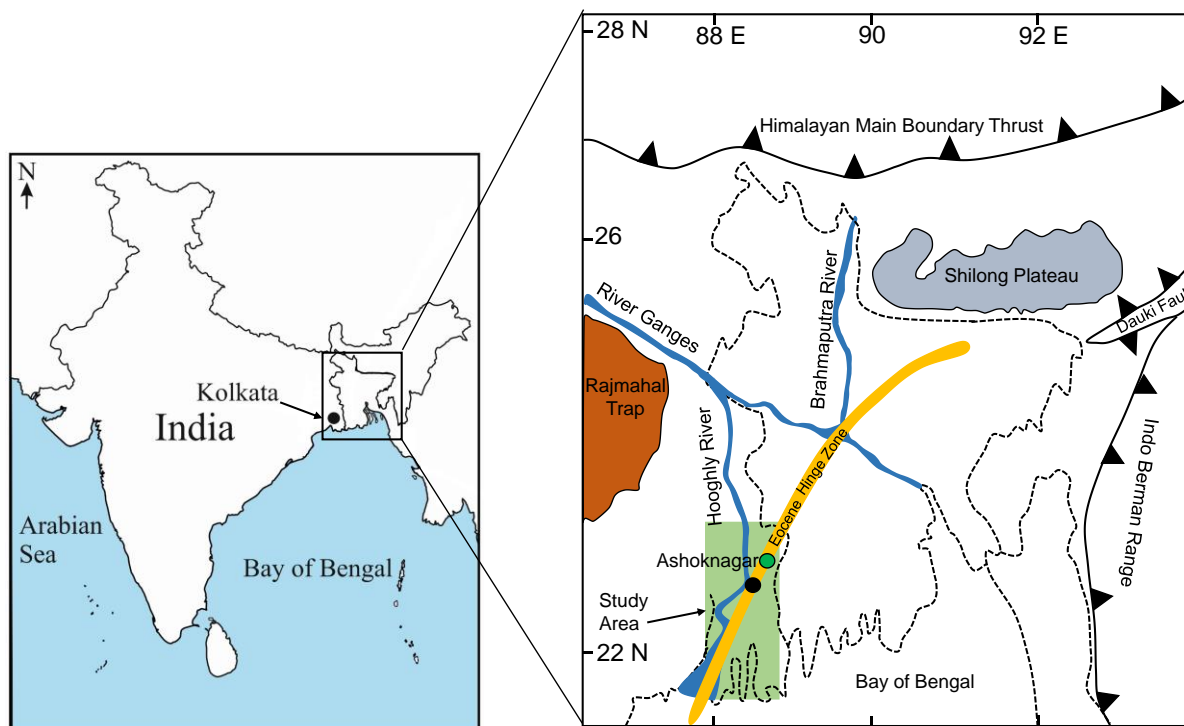 N
Kolkata
India
Arabian
Sea
Bay of Bengal
28 N
88 E
90
92 E
Himalayan Main Boundary Thrust
26
Shilong Plateau
River Ganges
Brahmaputra River
Dauki Faul
Rajmahal
Trap
Hooghly River
Eocene Hinge Zone
Indo Berman Range
Ashoknagar
Study
Area
22 N
Bay of Bengal